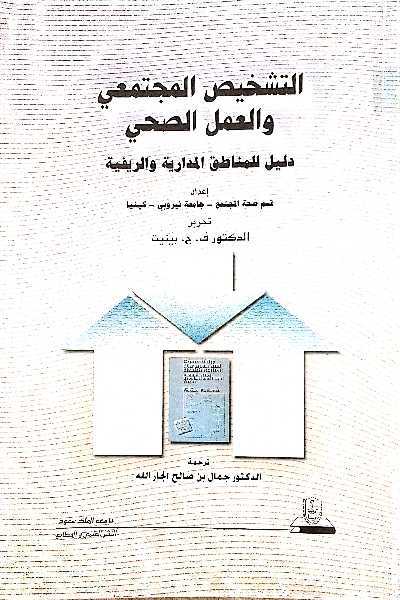 التشخيص المجتمعي
والعمل الصحي
دليل للمناطق المدارية والريفية
إعداد
قسم صحة المجتمع - جامعة نيروبي - كينيا
تحرير
الدكتور ف. ج. بينيت
ترجمة
الدكتور جمال بن صالح الجار الله
جامعة الملك سعود
النشر العلمي والمطابع